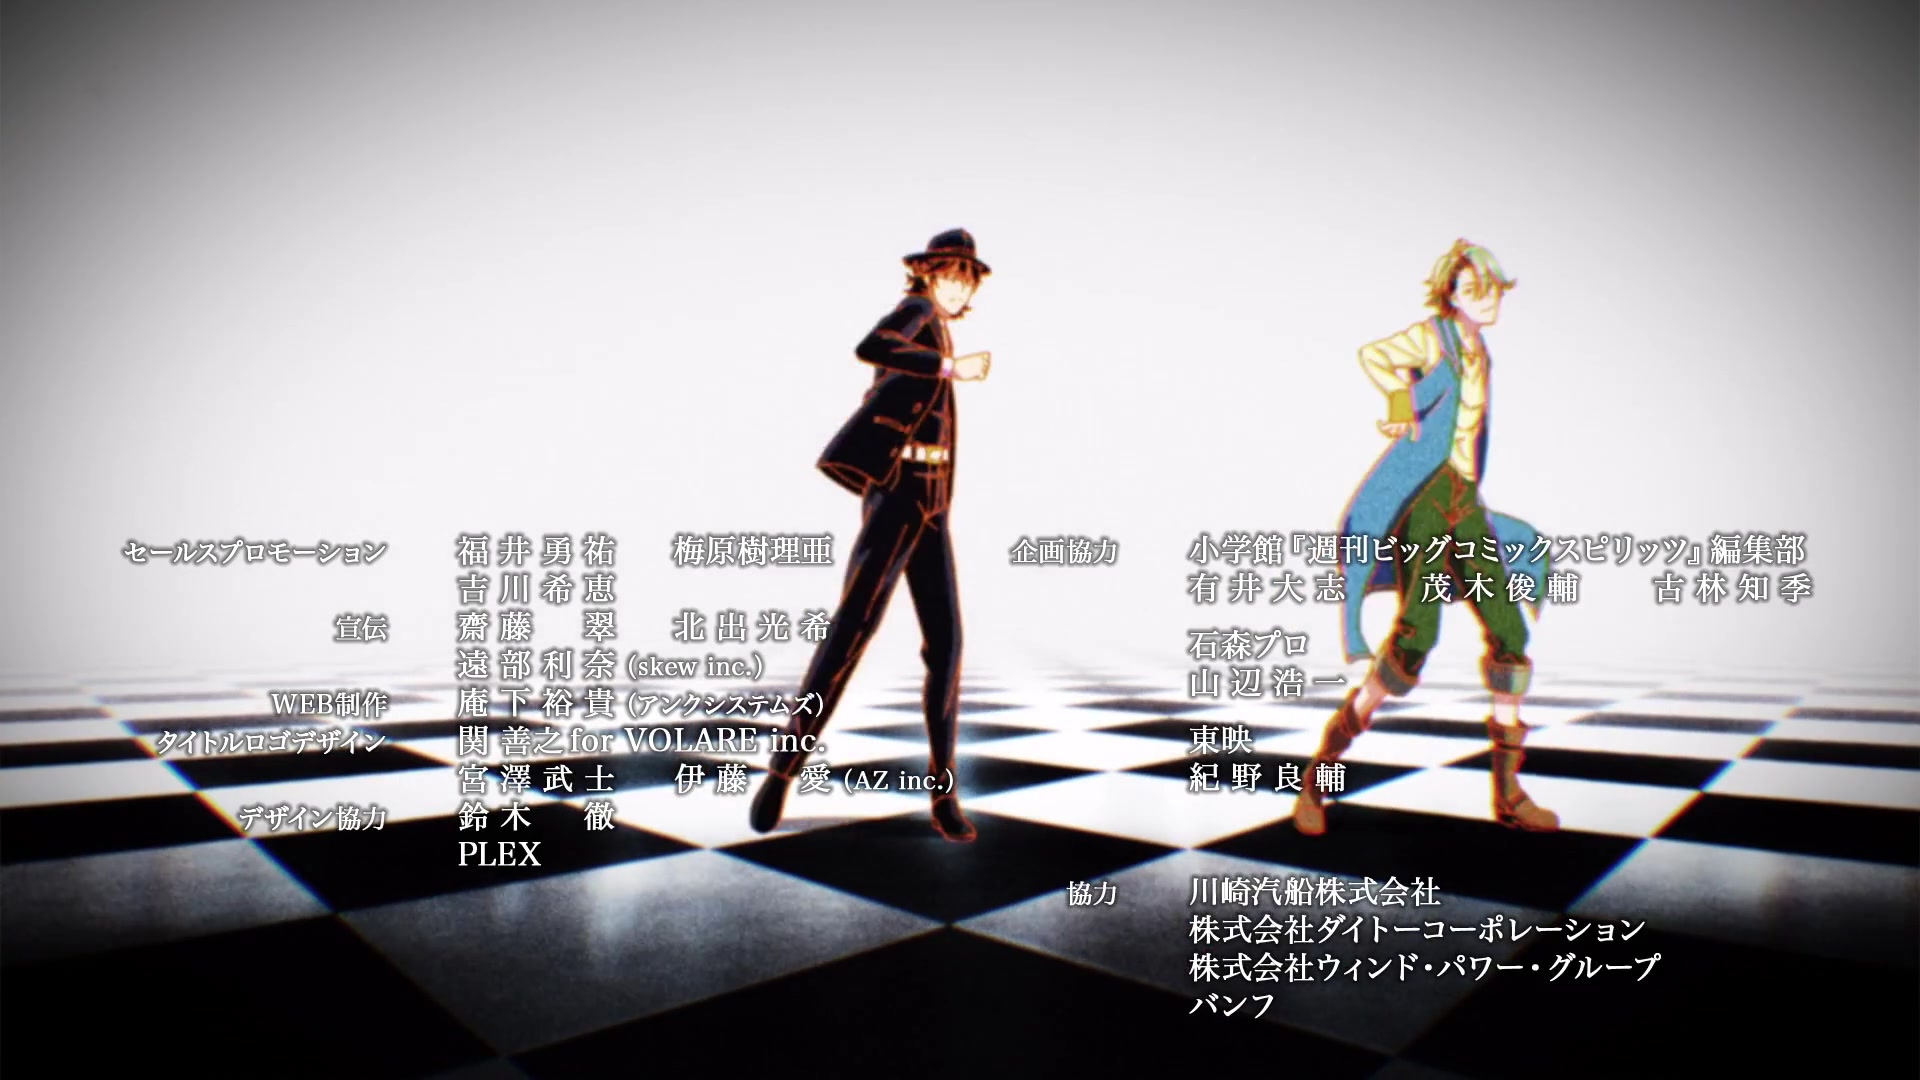 セールスプロモーション 福井勇祐 梅原樹理亜
吉川希恵
宣伝 齋藤 翠 北出光希
遠部利奈 (skew inc.)
WEB制作 庵下裕貴 (アンクシステムズ)
タイトルロゴデザイン 関 善之 for VOLARE inc.
宮澤武士 伊藤 愛 (AZ inc.)
デザイン協力 鈴木 徹
PLEX
企画協力 小学館『週刊ビッグコミックスピリッツ』編集部
有井大志 茂木俊輔 古林知季
石森プロ
山辺浩一
東映
紀野良輔
協力 川崎汽船株式会社
株式会社ダイトーコーポレーション
株式会社ウィンド・パワー・グループ
バンフ